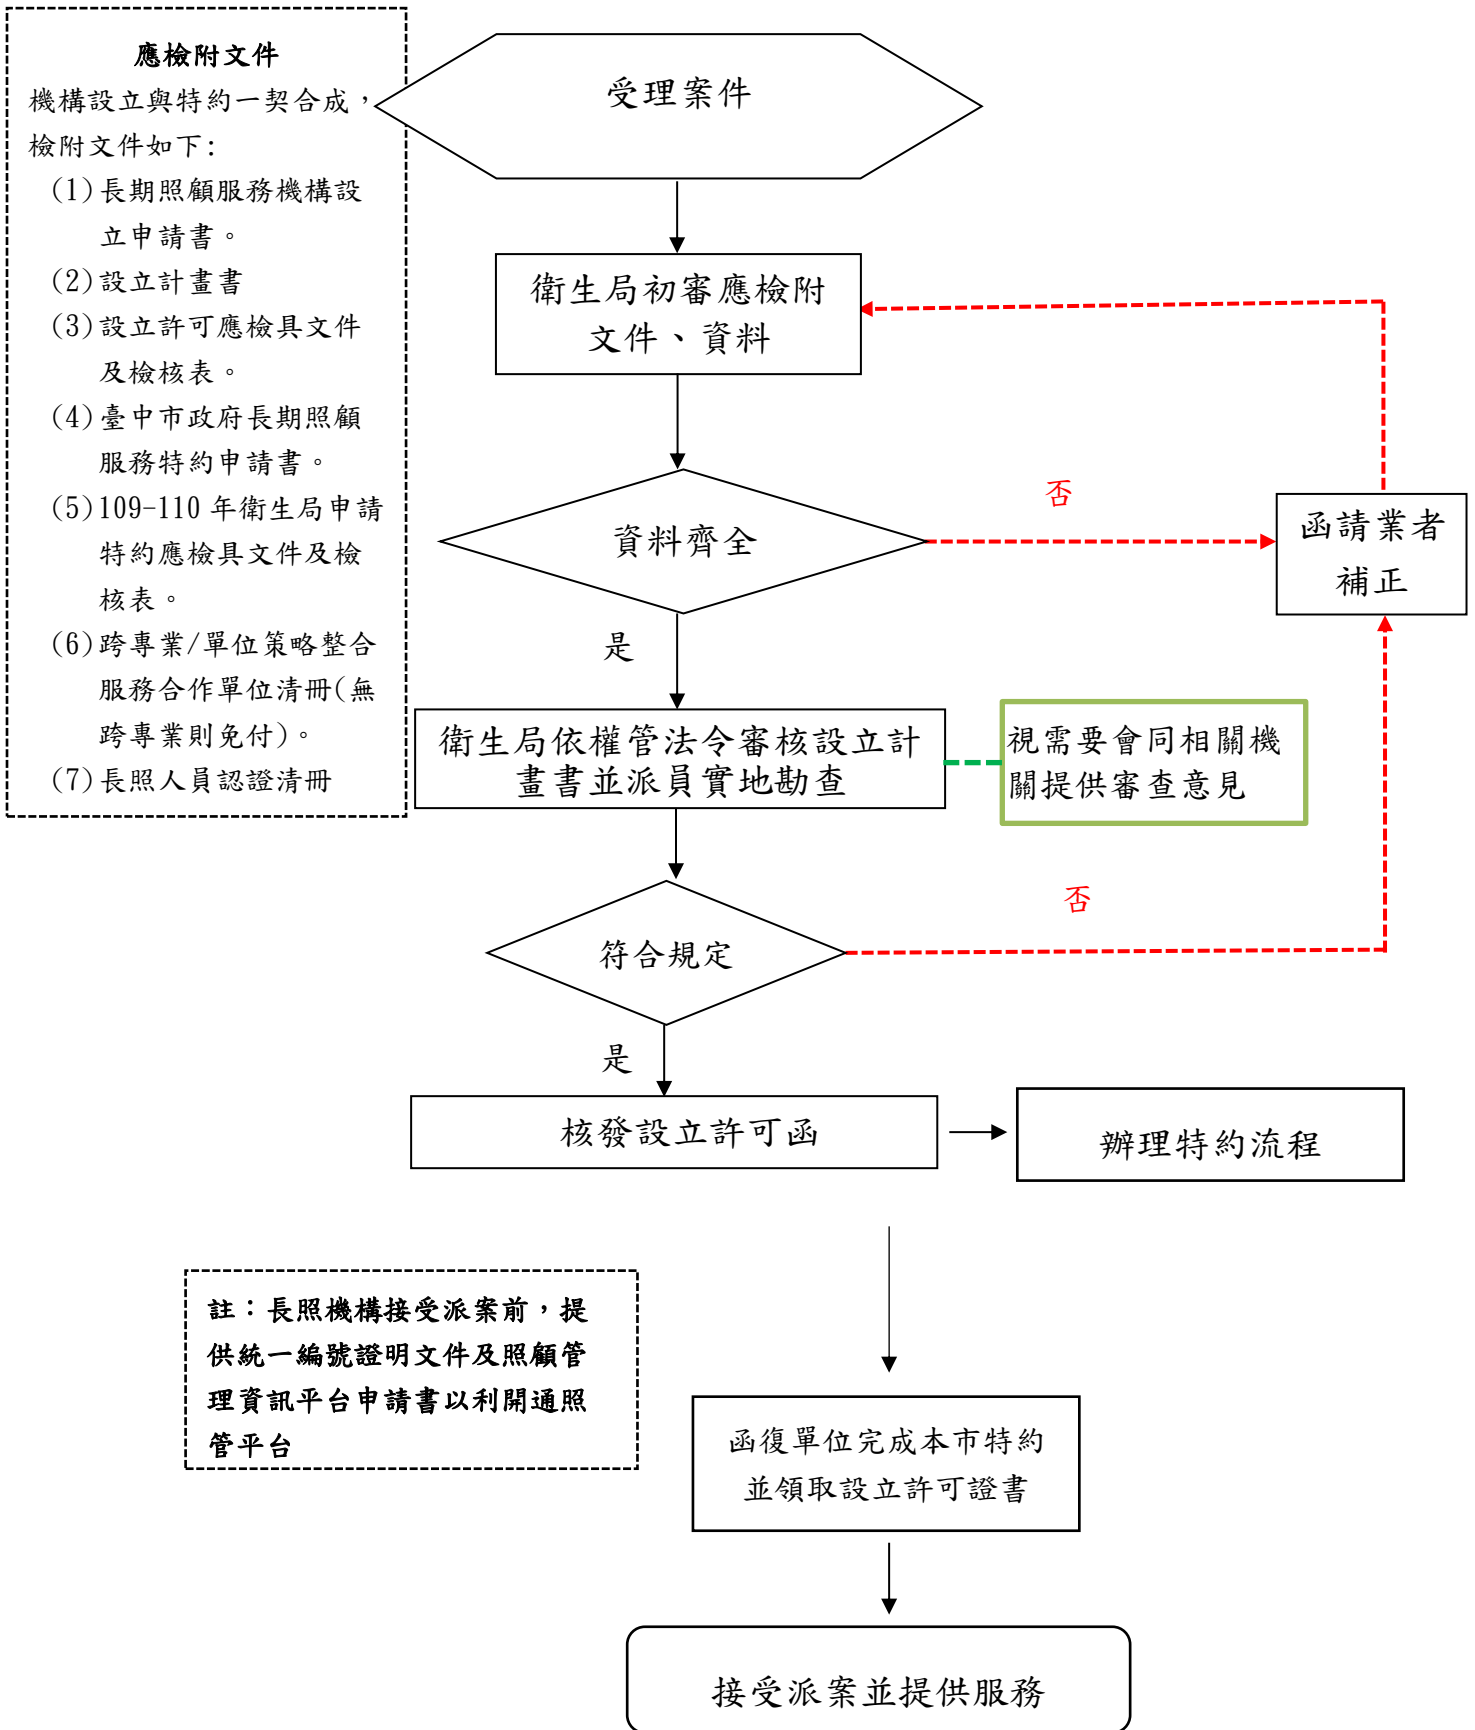 應檢附文件
機構設立與特約一契合成，
檢附文件如下:
(1)長期照顧服務機構設
立申請書。
(2)設立計畫書
(3)設立許可應檢具文件
及檢核表。
(4)臺中市政府長期照顧
服務特約申請書。
(5)109-110 年衛生局申請
特約應檢具文件及檢
核表。
(6)跨專業/單位策略整合
服務合作單位清冊(無
跨專業則免付)。
(7)長照人員認證清冊
受理案件
衛生局初審應檢附
文件、資料
資料齊全
否
函請業者
補正
是
衛生局依權管法令審核設立計
畫書並派員實地勘查
視需要會同相關機
關提供審查意見
符合規定
否
是
核發設立許可函
辦理特約流程
註：長照機構接受派案前，提
供統一編號證明文件及照顧管
理資訊平台申請書以利開通照
管平台
函復單位完成本市特約
並領取設立許可證書
接受派案並提供服務